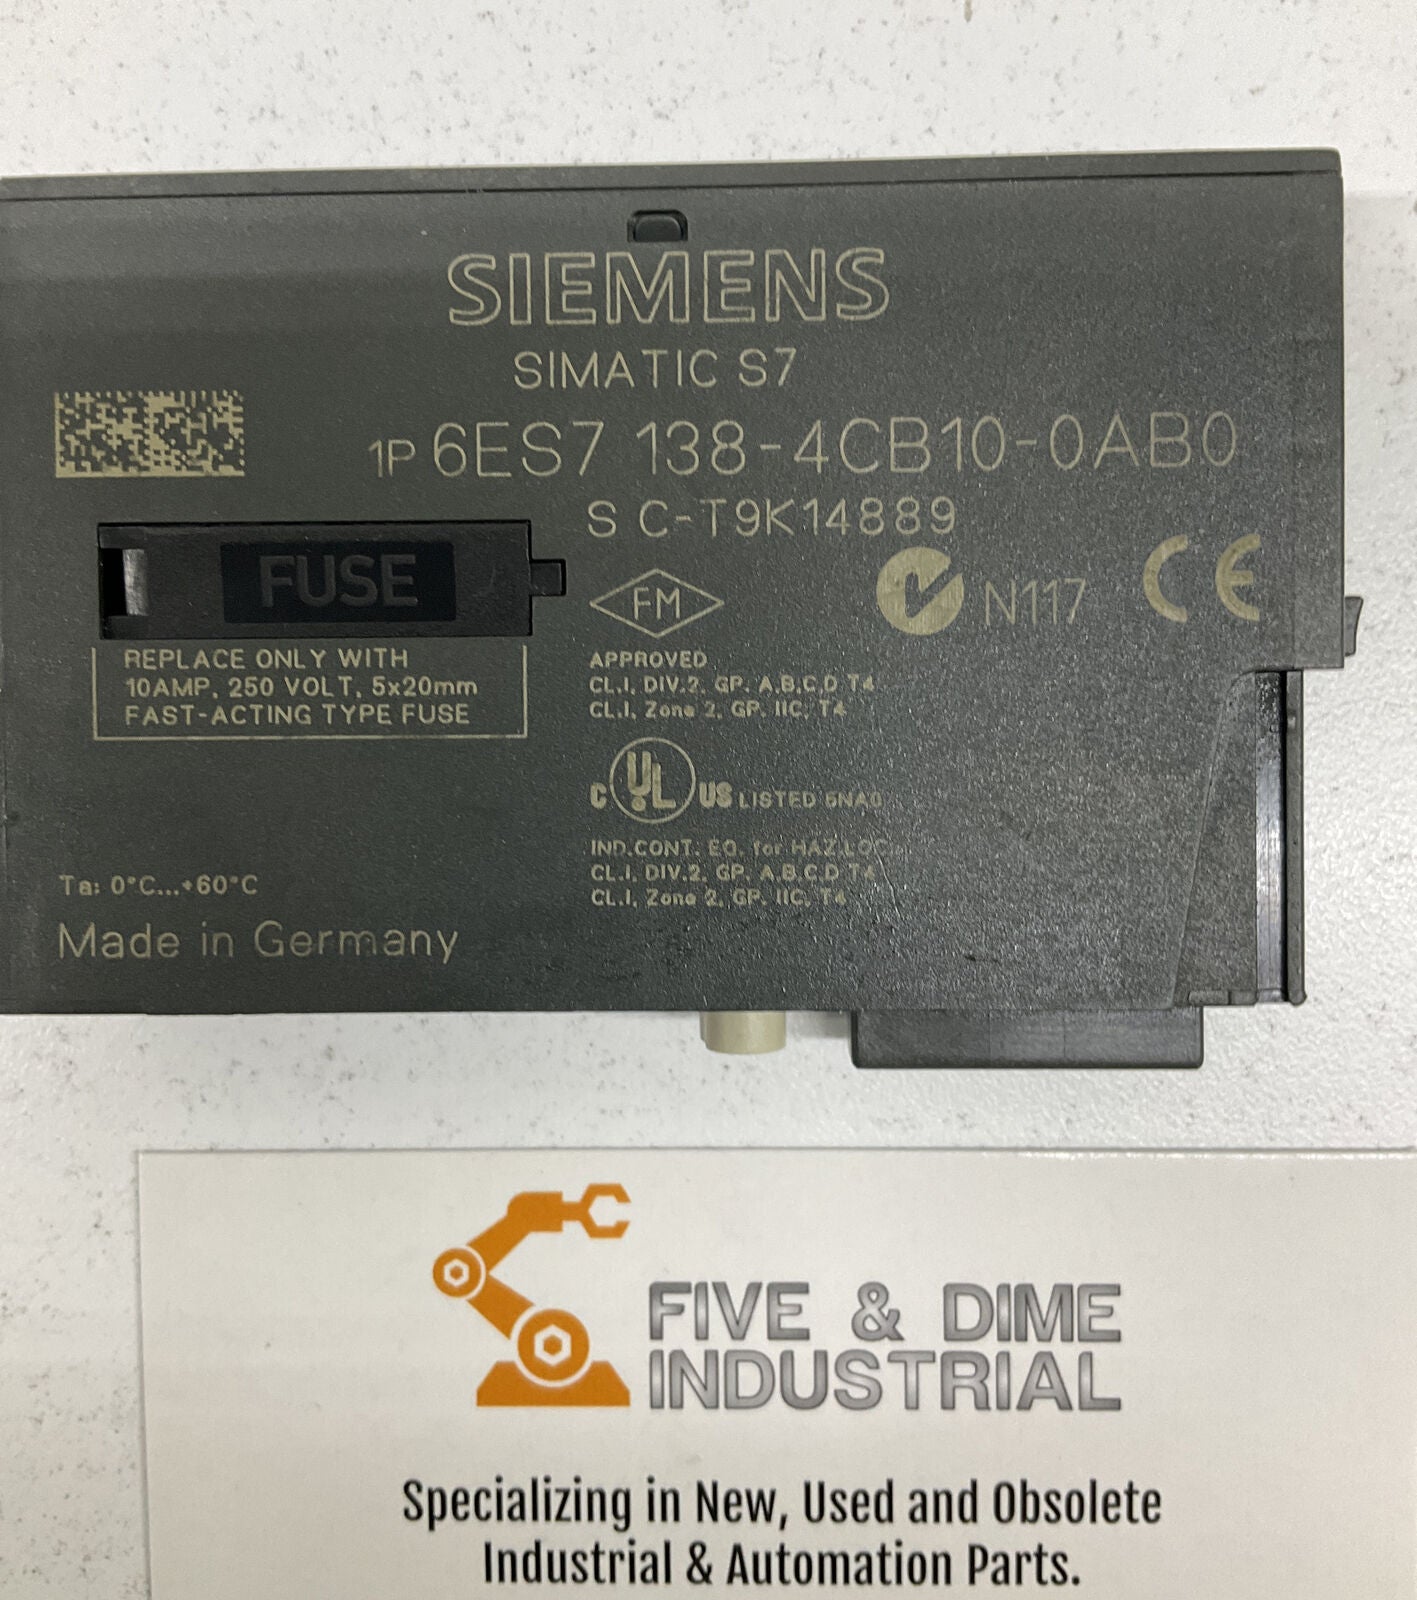 SIEMENS
SIMATIC S7
1P 6ES7 138-4CB10-0AB0
S C-T9K14889
FUSE
REPLACE ONLY WITH
10AMP, 250 VOLT, 5x20mm
FAST-ACTING TYPE FUSE
FM
N117
CE
APPROVED
CL.I, DIV.2, GP. A,B,C,D T4
CL.I, Zone 2, GP. IIC, T4
C UL US LISTED
IND.CONT. EQ. for HAZ.LOC.
CL.I, DIV.2, GP. A,B,C,D T4
CL.I, Zone 2, GP. IIC, T4
Ta: 0°C...+60°C
Made in Germany
FIVE & DIME
INDUSTRIAL
Specializing in New, Used and Obsolete
Industrial & Automation Parts.